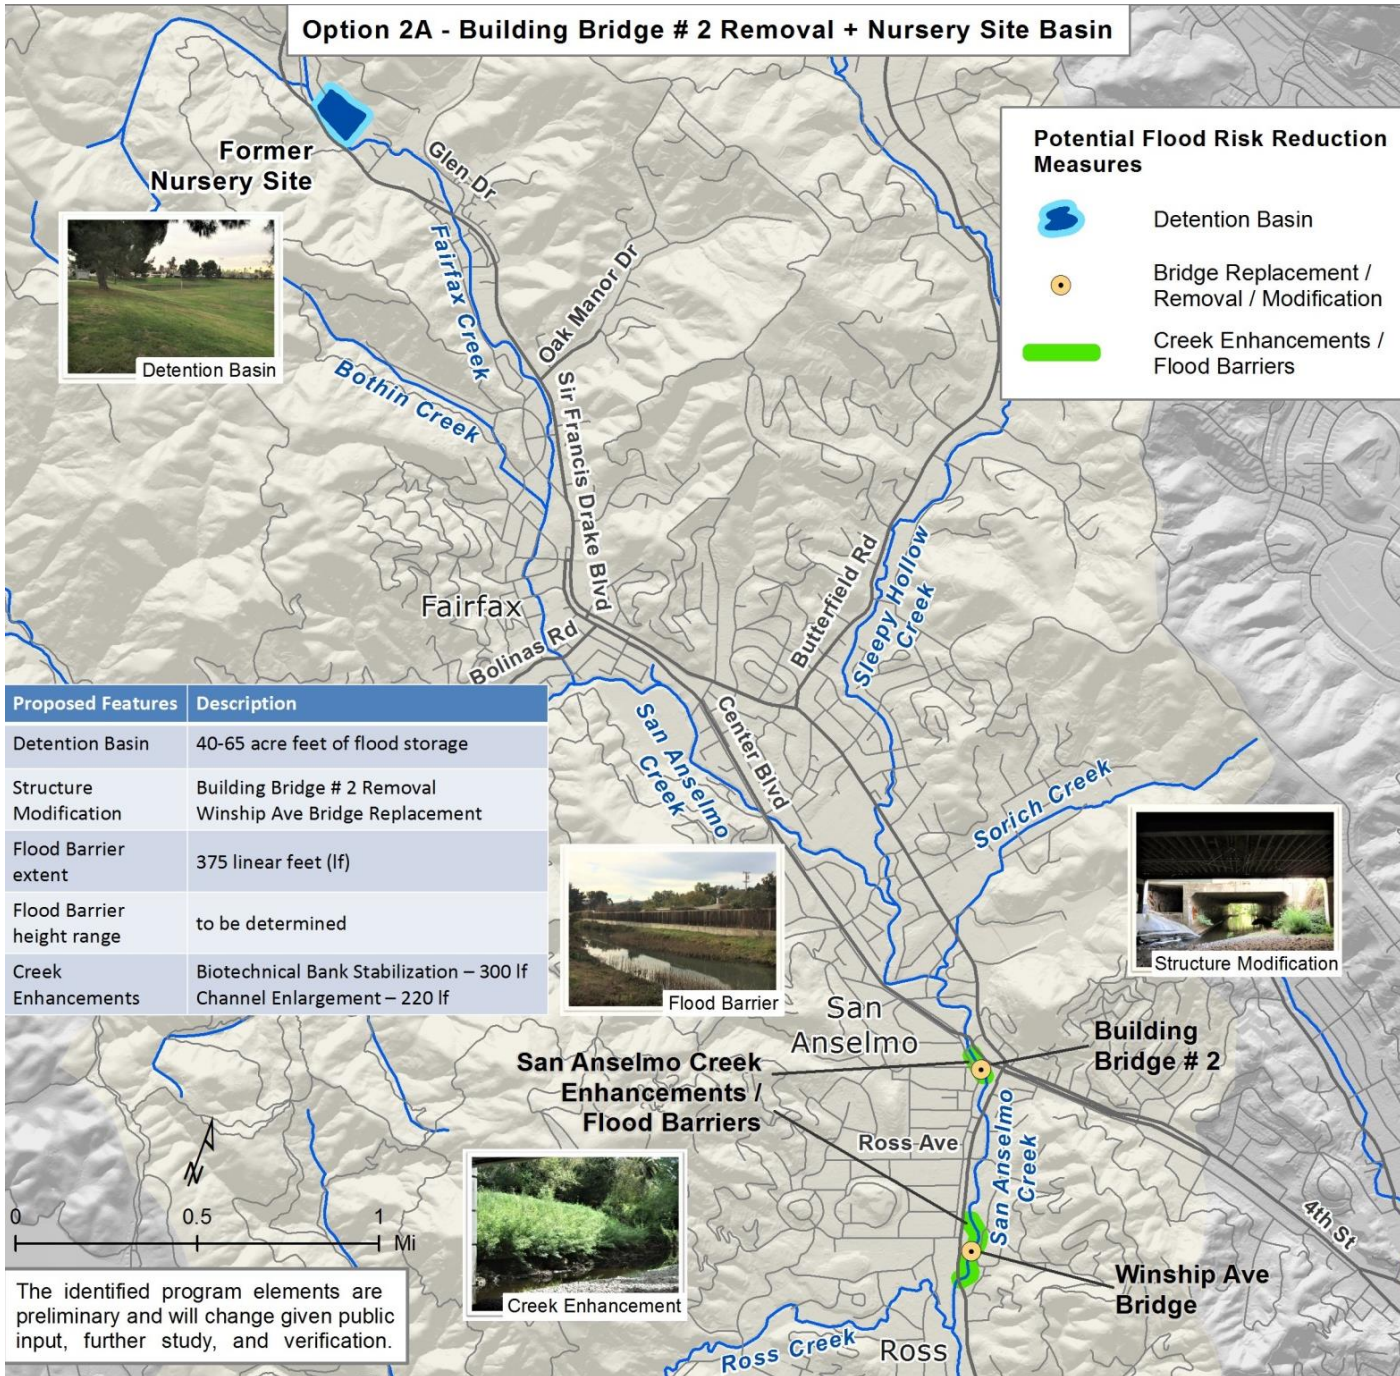 Option 2A - Building Bridge # 2 Removal + Nursery Site Basin
Potential Flood Risk Reduction
Measures
Detention Basin
Bridge Replacement /
Removal / Modification
Creek Enhancements /
Flood Barriers
Former
Nursery Site
Glen Dr
Fairfax Creek
Detention Basin
Oak Manor Dr
Bothin Creek
Sir Francis Drake Blvd
Butterfield Rd
Sleepy Hollow
Creek
Fairfax
Bolinas Rd
San Anselmo
Creek
Center Blvd
Sorich Creek
Proposed Features Description
Detention Basin 40-65 acre feet of flood storage
Structure
Modification
Building Bridge # 2 Removal
Winship Ave Bridge Replacement
Flood Barrier
extent
375 linear feet (lf)
Flood Barrier
height range
to be determined
Creek
Enhancements
Biotechnical Bank Stabilization – 300 lf
Channel Enlargement – 220 lf
Flood Barrier
Structure Modification
San
Anselmo
Building
Bridge # 2
San Anselmo Creek
Enhancements /
Flood Barriers
Ross Ave
San Anselmo
Creek
4th St
Creek Enhancement
Winship Ave
Bridge
Ross Creek
Ross
N
0 0.5 1
Mi
The identified program elements are
preliminary and will change given public
input, further study, and verification.